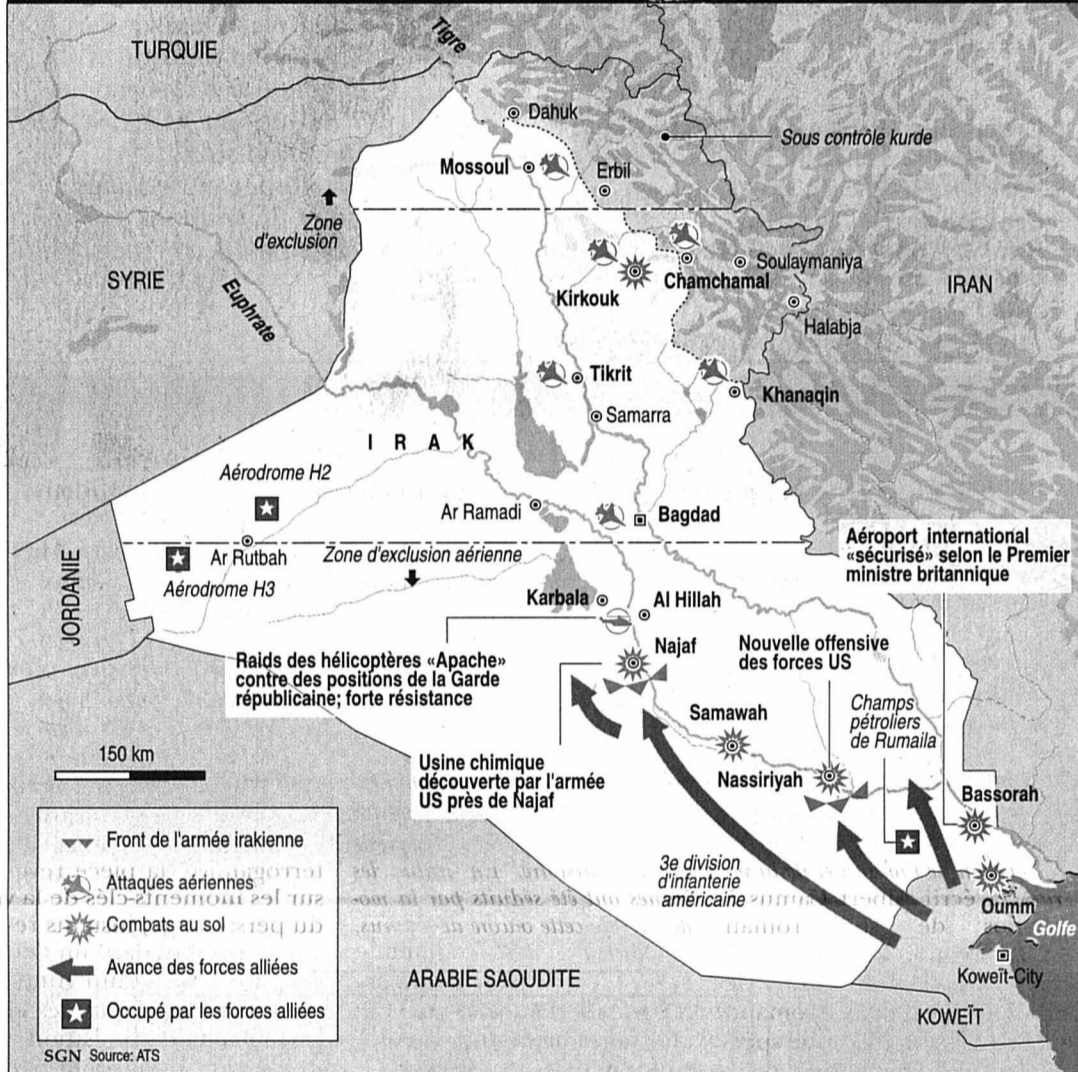 TURQUIE
Tigre
Dahuk
Sous contrôle kurde
Mossoul
Erbil
Zone
d'exclusion
SYRIE
Euphrate
Kirkouk
Chamchamal
Soulaymaniya
IRAN
Halabja
Tikrit
Khanaqin
Samarra
IRAK
Aérodrome H2
Ar Ramadi
Bagdad
Ar Rutbah
Zone d'exclusion aérienne
Aérodrome H3
JORDANIE
Aéroport international
«sécurisé» selon le Premier
ministre britannique
Karbala
Al Hillah
Najaf
Raids des hélicoptères «Apache»
contre des positions de la Garde
républicaine; forte résistance
Nouvelle offensive
des forces US
Samawah
Champs
pétroliers
de Rumaila
Usine chimique
découverte par l'armée
US près de Najaf
Nassiriyah
Bassorah
150 km
3e division
d'infanterie
américaine
Oumm
Golfe
Koweït-City
ARABIE SAOUDITE
KOWEÏT
Front de l'armée irakienne
Attaques aériennes
Combats au sol
Avance des forces alliées
Occupé par les forces alliées
SGN Source: ATS